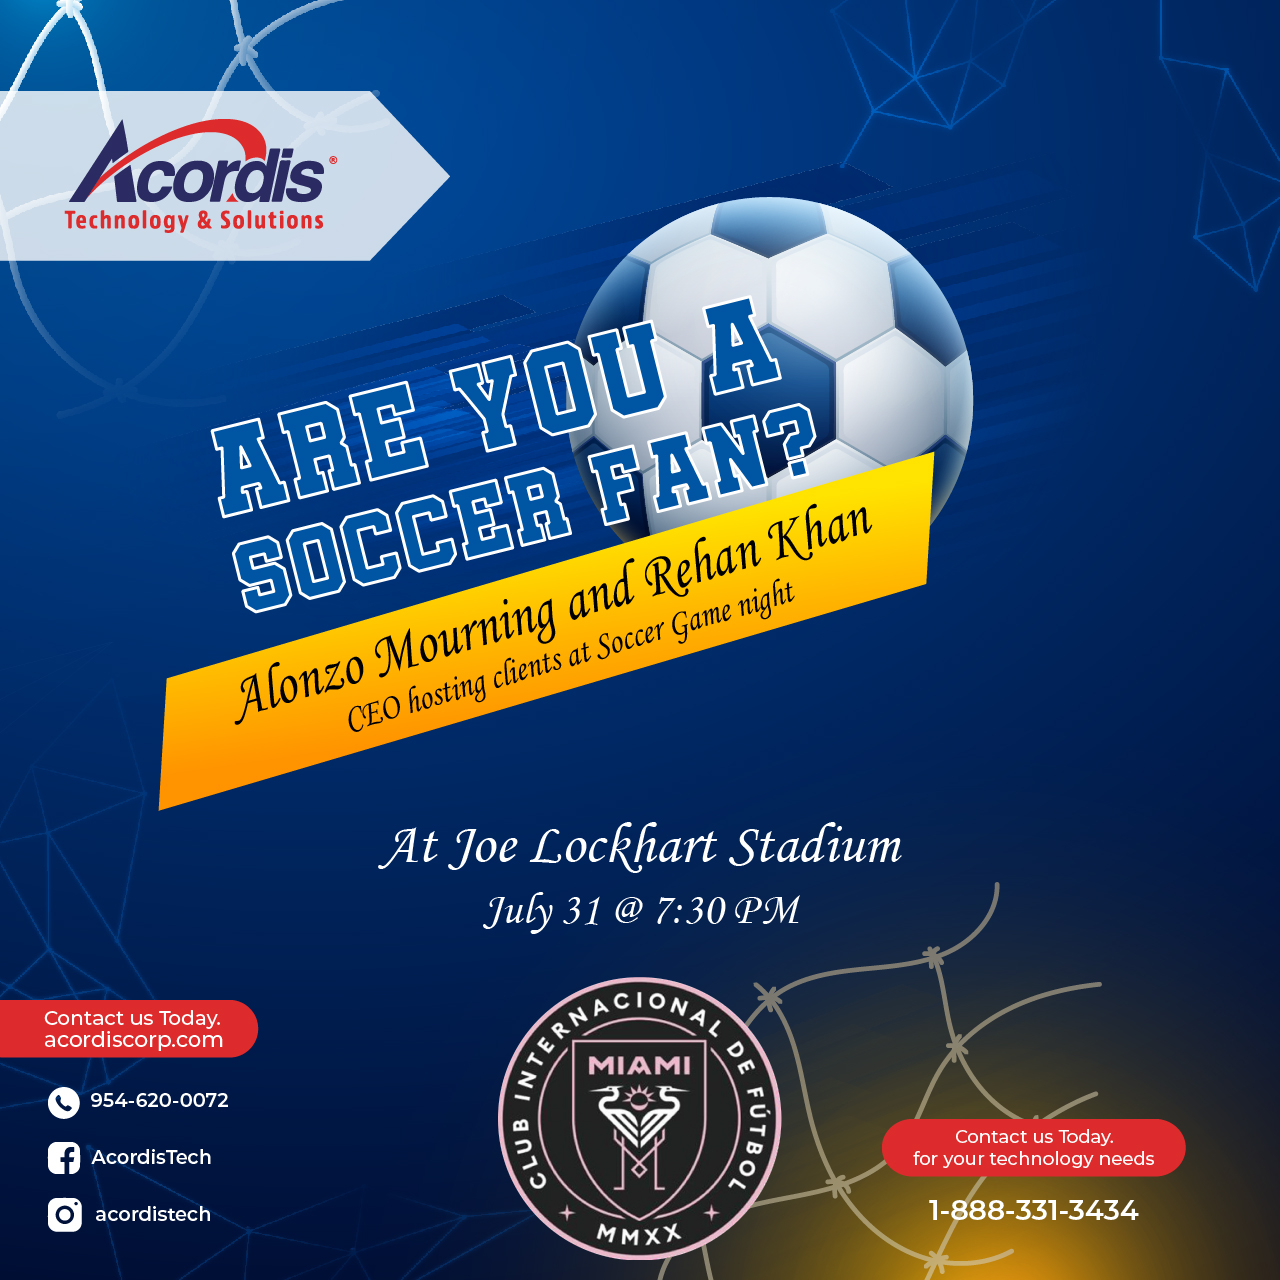 Acordis®
Technology & Solutions
ARE YOU A
SOCCER FAN?
Alonzo Mourning and Rehan Khan
CEO hosting clients at Soccer Game night
At Joe Lockhart Stadium
July 31 @ 7:30 PM
Contact us Today.
acordiscorp.com
954-620-0072
AcordisTech
acordistech
CLUB INTERNACIONAL DE FÚTBOL
MIAMI
MMXX
Contact us Today.
for your technology needs
1-888-331-3434